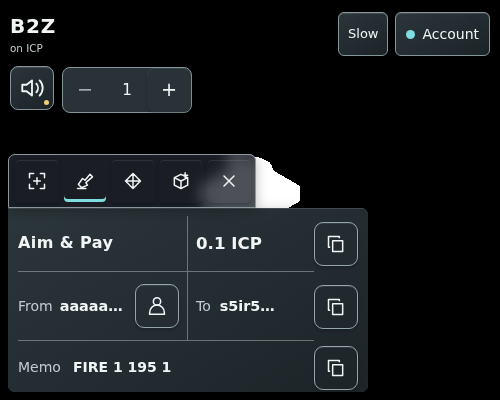 B2Z
on ICP
Slow
Account
1
Aim & Pay
0.1 ICP
From aaaaa...
To s5ir5...
Memo FIRE 1 195 1